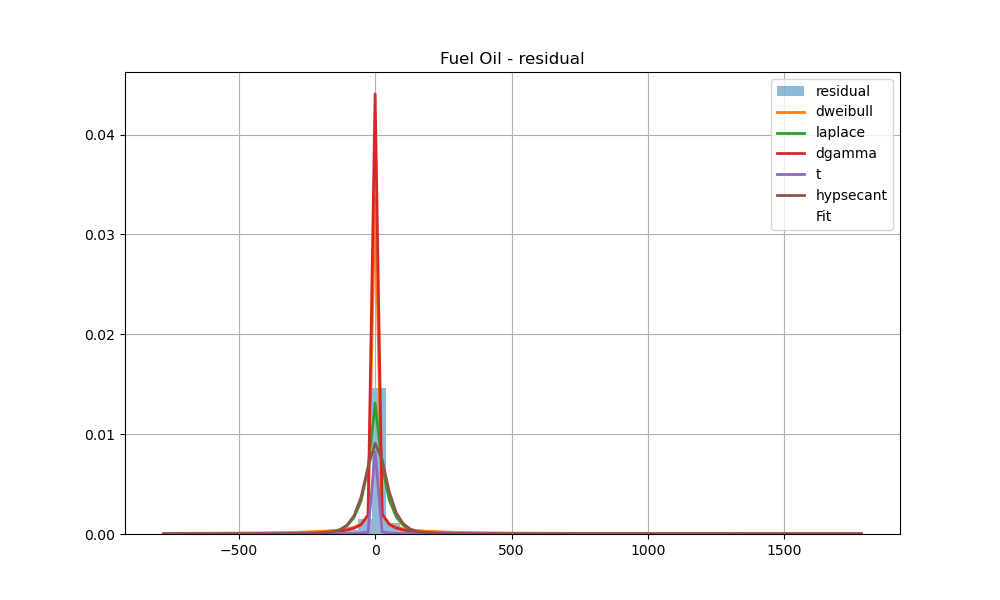 Fuel Oil - residual
0.04
0.03
0.02
0.01
0.00
−500
0
500
1000
1500
residual
dweibull
laplace
dgamma
t
hypsecant
Fit